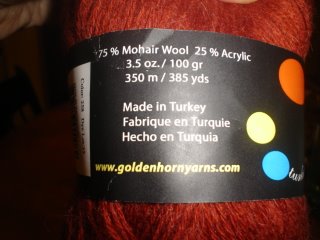 75 % Mohair Wool 25 % Acrylic
3.5 oz. / 100 gr
350 m / 385 yds
Made in Turkey
Fabrique en Turquie
Hecho en Turquia
www.goldenhornyarns.com
Color